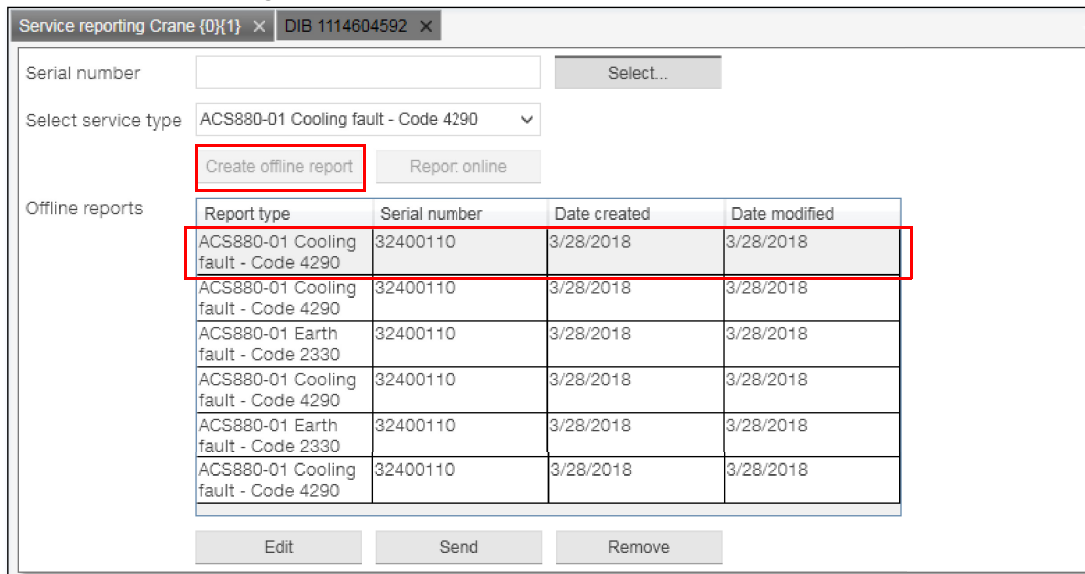 Service reporting Crane {0}{1} × DIB 1114604592 ×
Serial number Select...
Select service type ACS880-01 Cooling fault - Code 4290
Create offline report Repor: online
Offline reports Report type Serial number Date created Date modified
ACS880-01 Cooling 32400110 3/28/2018 3/28/2018
fault - Code 4290
ACS880-01 Cooling 32400110 3/28/2018 3/28/2018
fault - Code 4290
ACS880-01 Earth 32400110 3/28/2018 3/28/2018
fault - Code 2330
ACS880-01 Cooling 32400110 3/28/2018 3/28/2018
fault - Code 4290
ACS880-01 Earth 32400110 3/28/2018 3/28/2018
fault - Code 2330
ACS880-01 Cooling 32400110 3/28/2018 3/28/2018
fault - Code 4290
Edit Send Remove